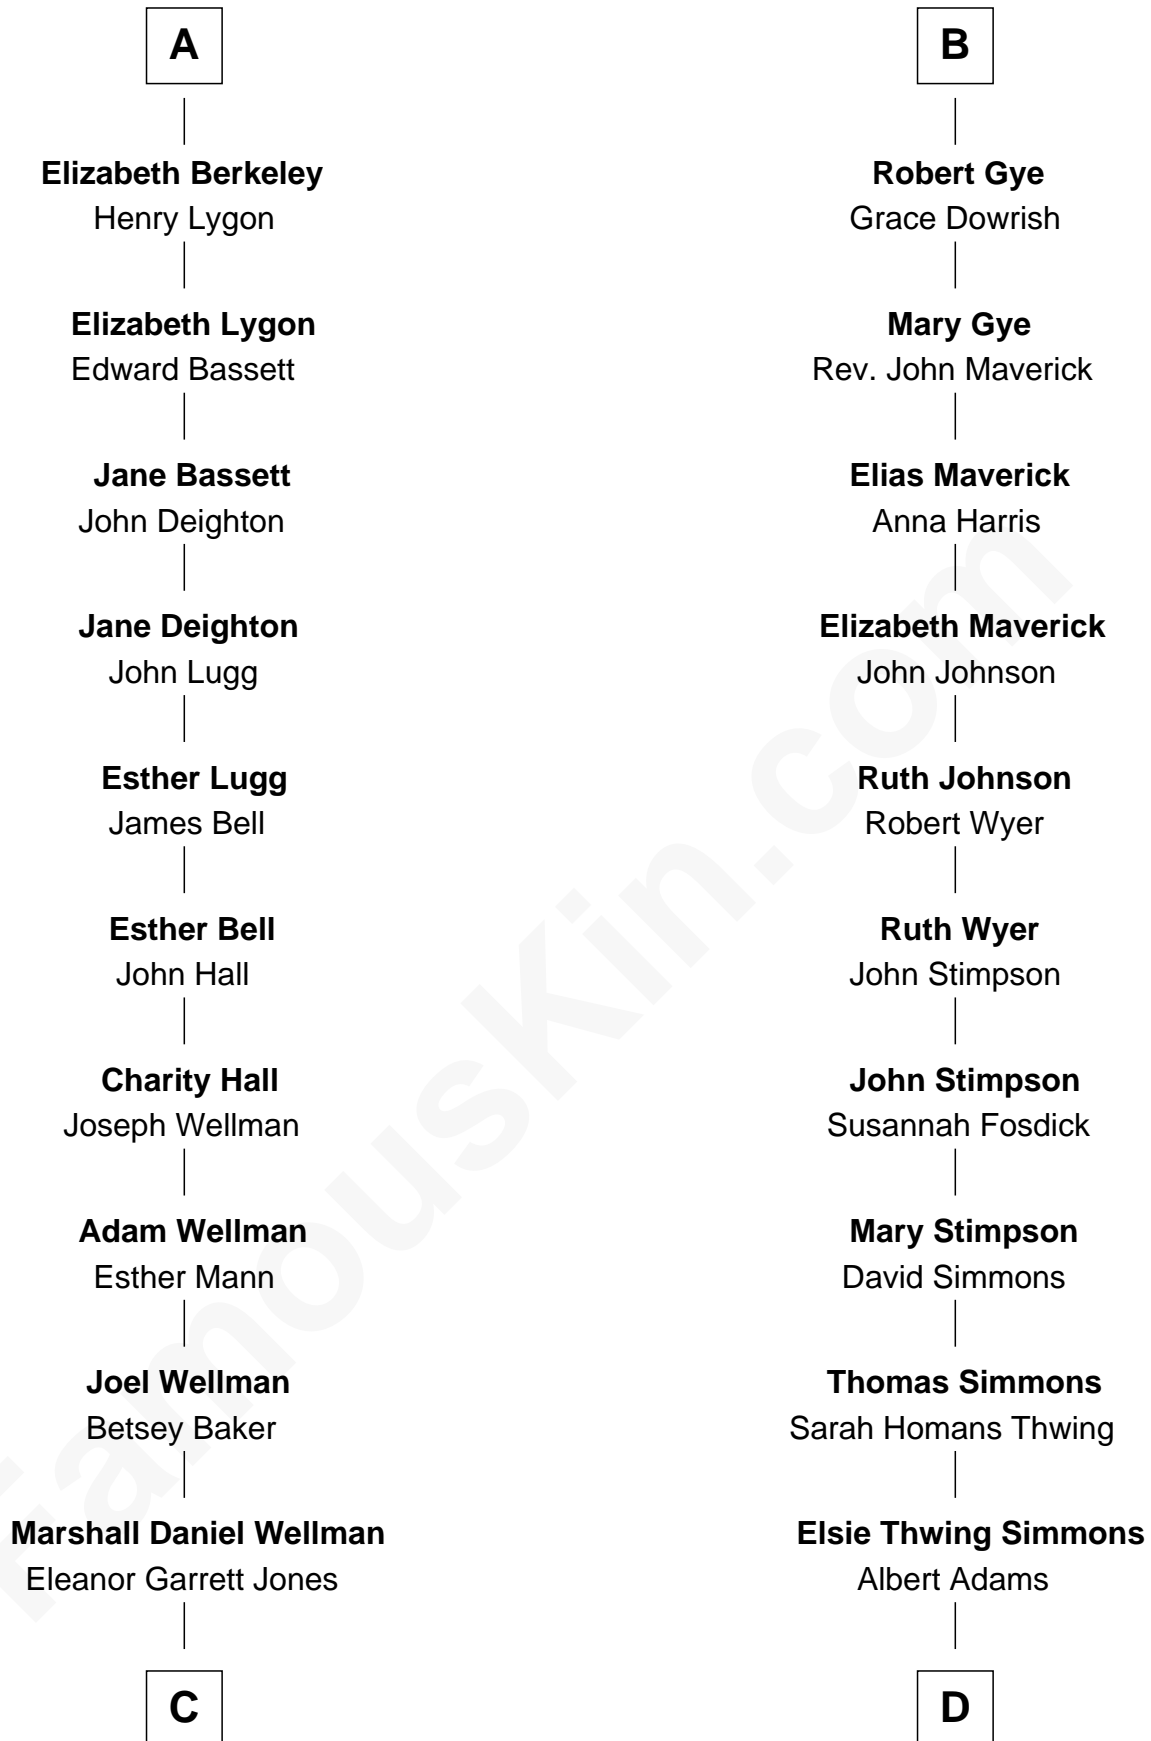 A
Elizabeth Berkeley
Henry Lygon
Elizabeth Lygon
Edward Bassett
Jane Bassett
John Deighton
Jane Deighton
John Lugg
Esther Lugg
James Bell
Esther Bell
John Hall
Charity Hall
Joseph Wellman
Adam Wellman
Esther Mann
Joel Wellman
Betsey Baker
Marshall Daniel Wellman
Eleanor Garrett Jones
C
B
Robert Gye
Grace Dowrish
Mary Gye
Rev. John Maverick
Elias Maverick
Anna Harris
Elizabeth Maverick
John Johnson
Ruth Johnson
Robert Wyer
Ruth Wyer
John Stimpson
John Stimpson
Susannah Fosdick
Mary Stimpson
David Simmons
Thomas Simmons
Sarah Homans Thwing
Elsie Thwing Simmons
Albert Adams
D
FamousKin.com